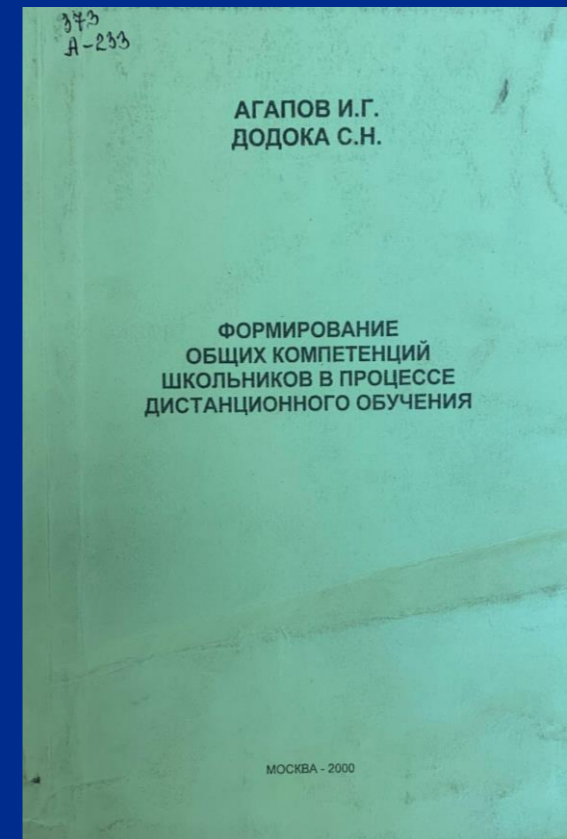 373
А-233
АГАПОВ И.Г.
ДОДОКА С.Н.
ФОРМИРОВАНИЕ
ОБЩИХ КОМПЕТЕНЦИЙ
ШКОЛЬНИКОВ В ПРОЦЕССЕ
ДИСТАНЦИОННОГО ОБУЧЕНИЯ
МОСКВА - 2000